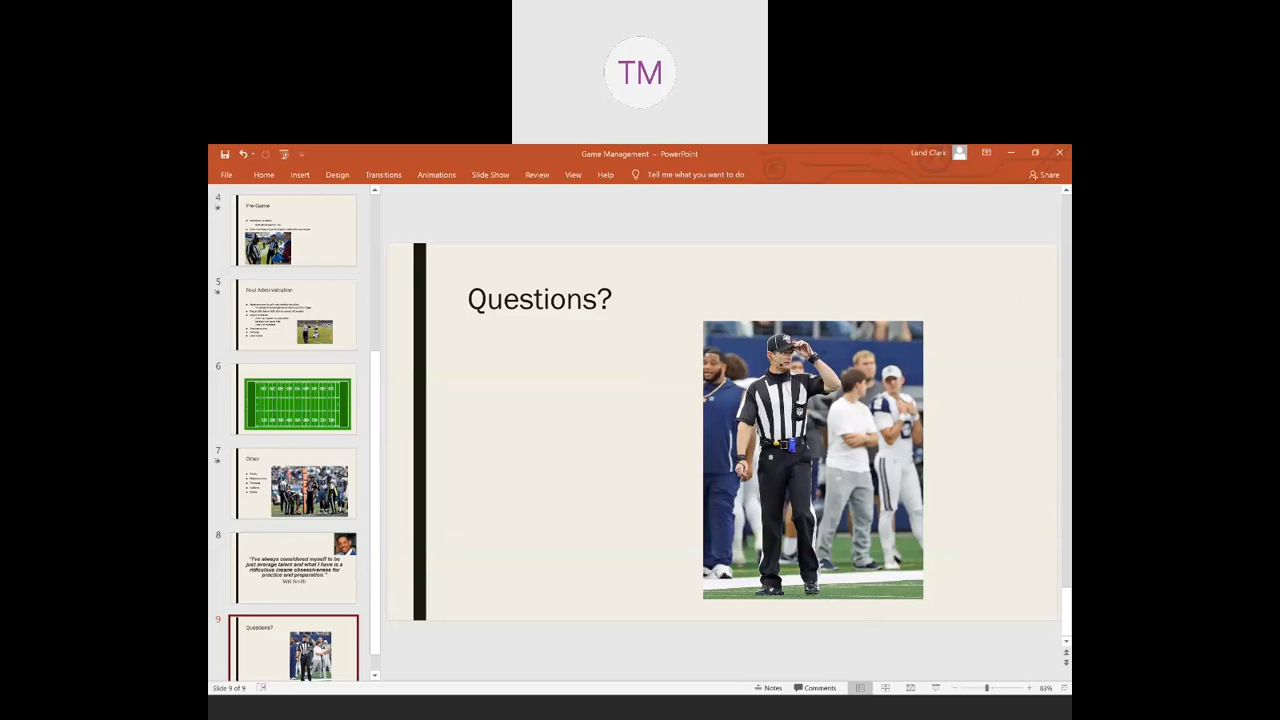 TM
Game Management - PowerPoint
Land Clark
File Home Insert Design Transitions Animations Slide Show Review View Help Tell me what you want to do Share
4
Pre-Game
5
Foul Administration
6
7
Other
8
"I've always considered myself to be
just average talent and what I have is a
ridiculous insane obsessiveness for
practice and preparation."
Will Smith
9
Questions?
Questions?
Slide 9 of 9
Notes Comments 83%